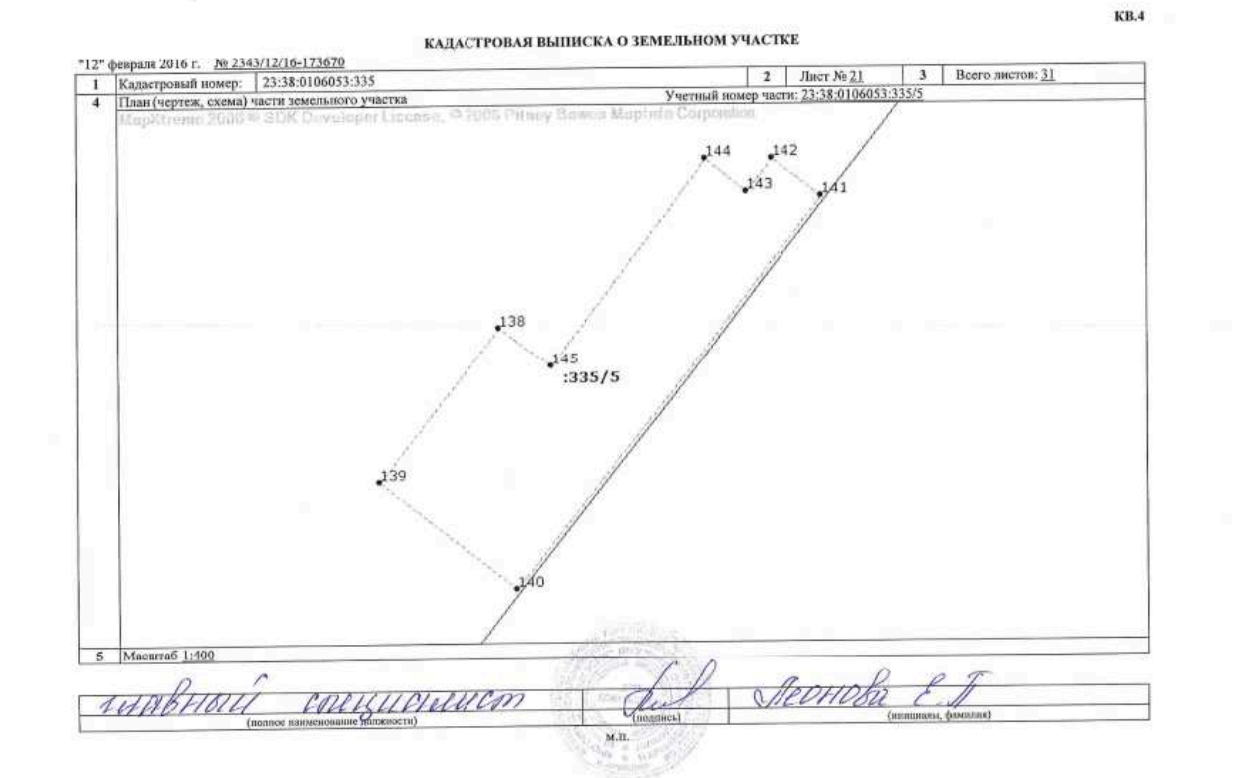 КВ.4
КАДАСТРОВАЯ ВЫПИСКА О ЗЕМЕЛЬНОМ УЧАСТКЕ
"12" февраля 2016 г. № 2343/12/16-173670
1 Кадастровый номер: 23:38:0106053:335 2 Лист № 21 3 Всего листов: 31
4 План (чертеж, схема) части земельного участка Учетный номер части: 23:38:0106053:335/5
MapXtreme 2005 ® SDK Developer License, © 2005 Pitney Bowes MapInfo Corporation
144 142
143 141
138
145
:335/5
139
140
5 Масштаб 1:400
главный специалист Леонова Е.П
(полное наименование должности) (подпись) (инициалы, фамилия)
м.п.